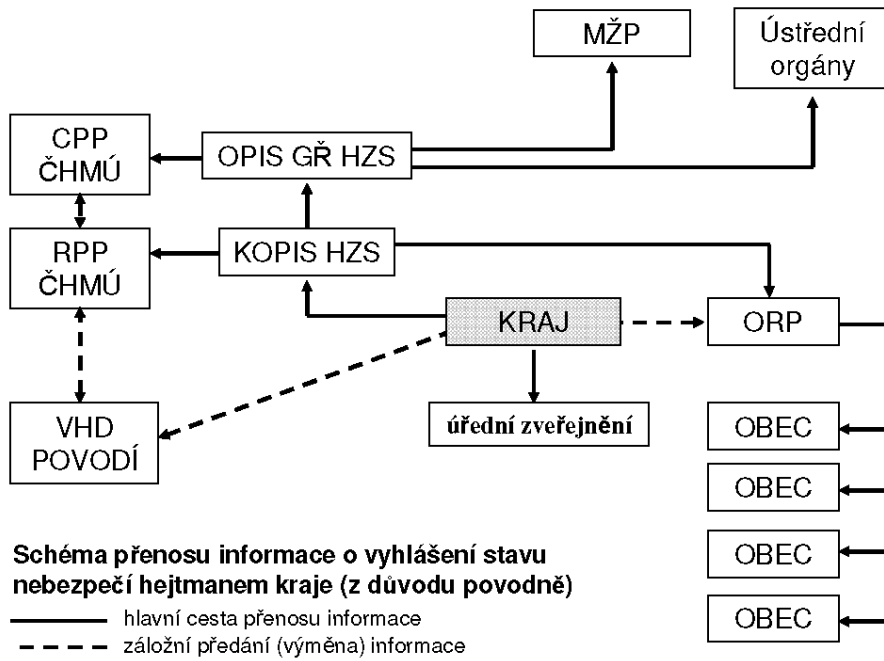 MŽP
Ústřední
orgány
CPP
ČHMÚ
OPIS GŘ HZS
RPP
ČHMÚ
KOPIS HZS
KRAJ
ORP
VHD
POVODÍ
úřední zveřejnění
OBEC
OBEC
OBEC
OBEC
Schéma přenosu informace o vyhlášení stavu
nebezpečí hejtmanem kraje (z důvodu povodně)
hlavní cesta přenosu informace
záložní předání (výměna) informace